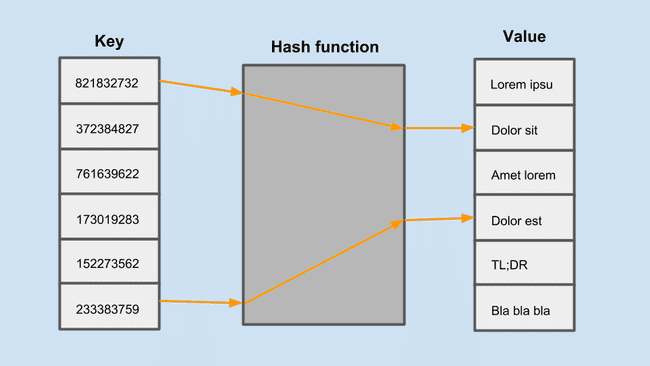 Key
821832732
372384827
761639622
173019283
152273562
233383759
Hash function
Value
Lorem ipsu
Dolor sit
Amet lorem
Dolor est
TL;DR
Bla bla bla